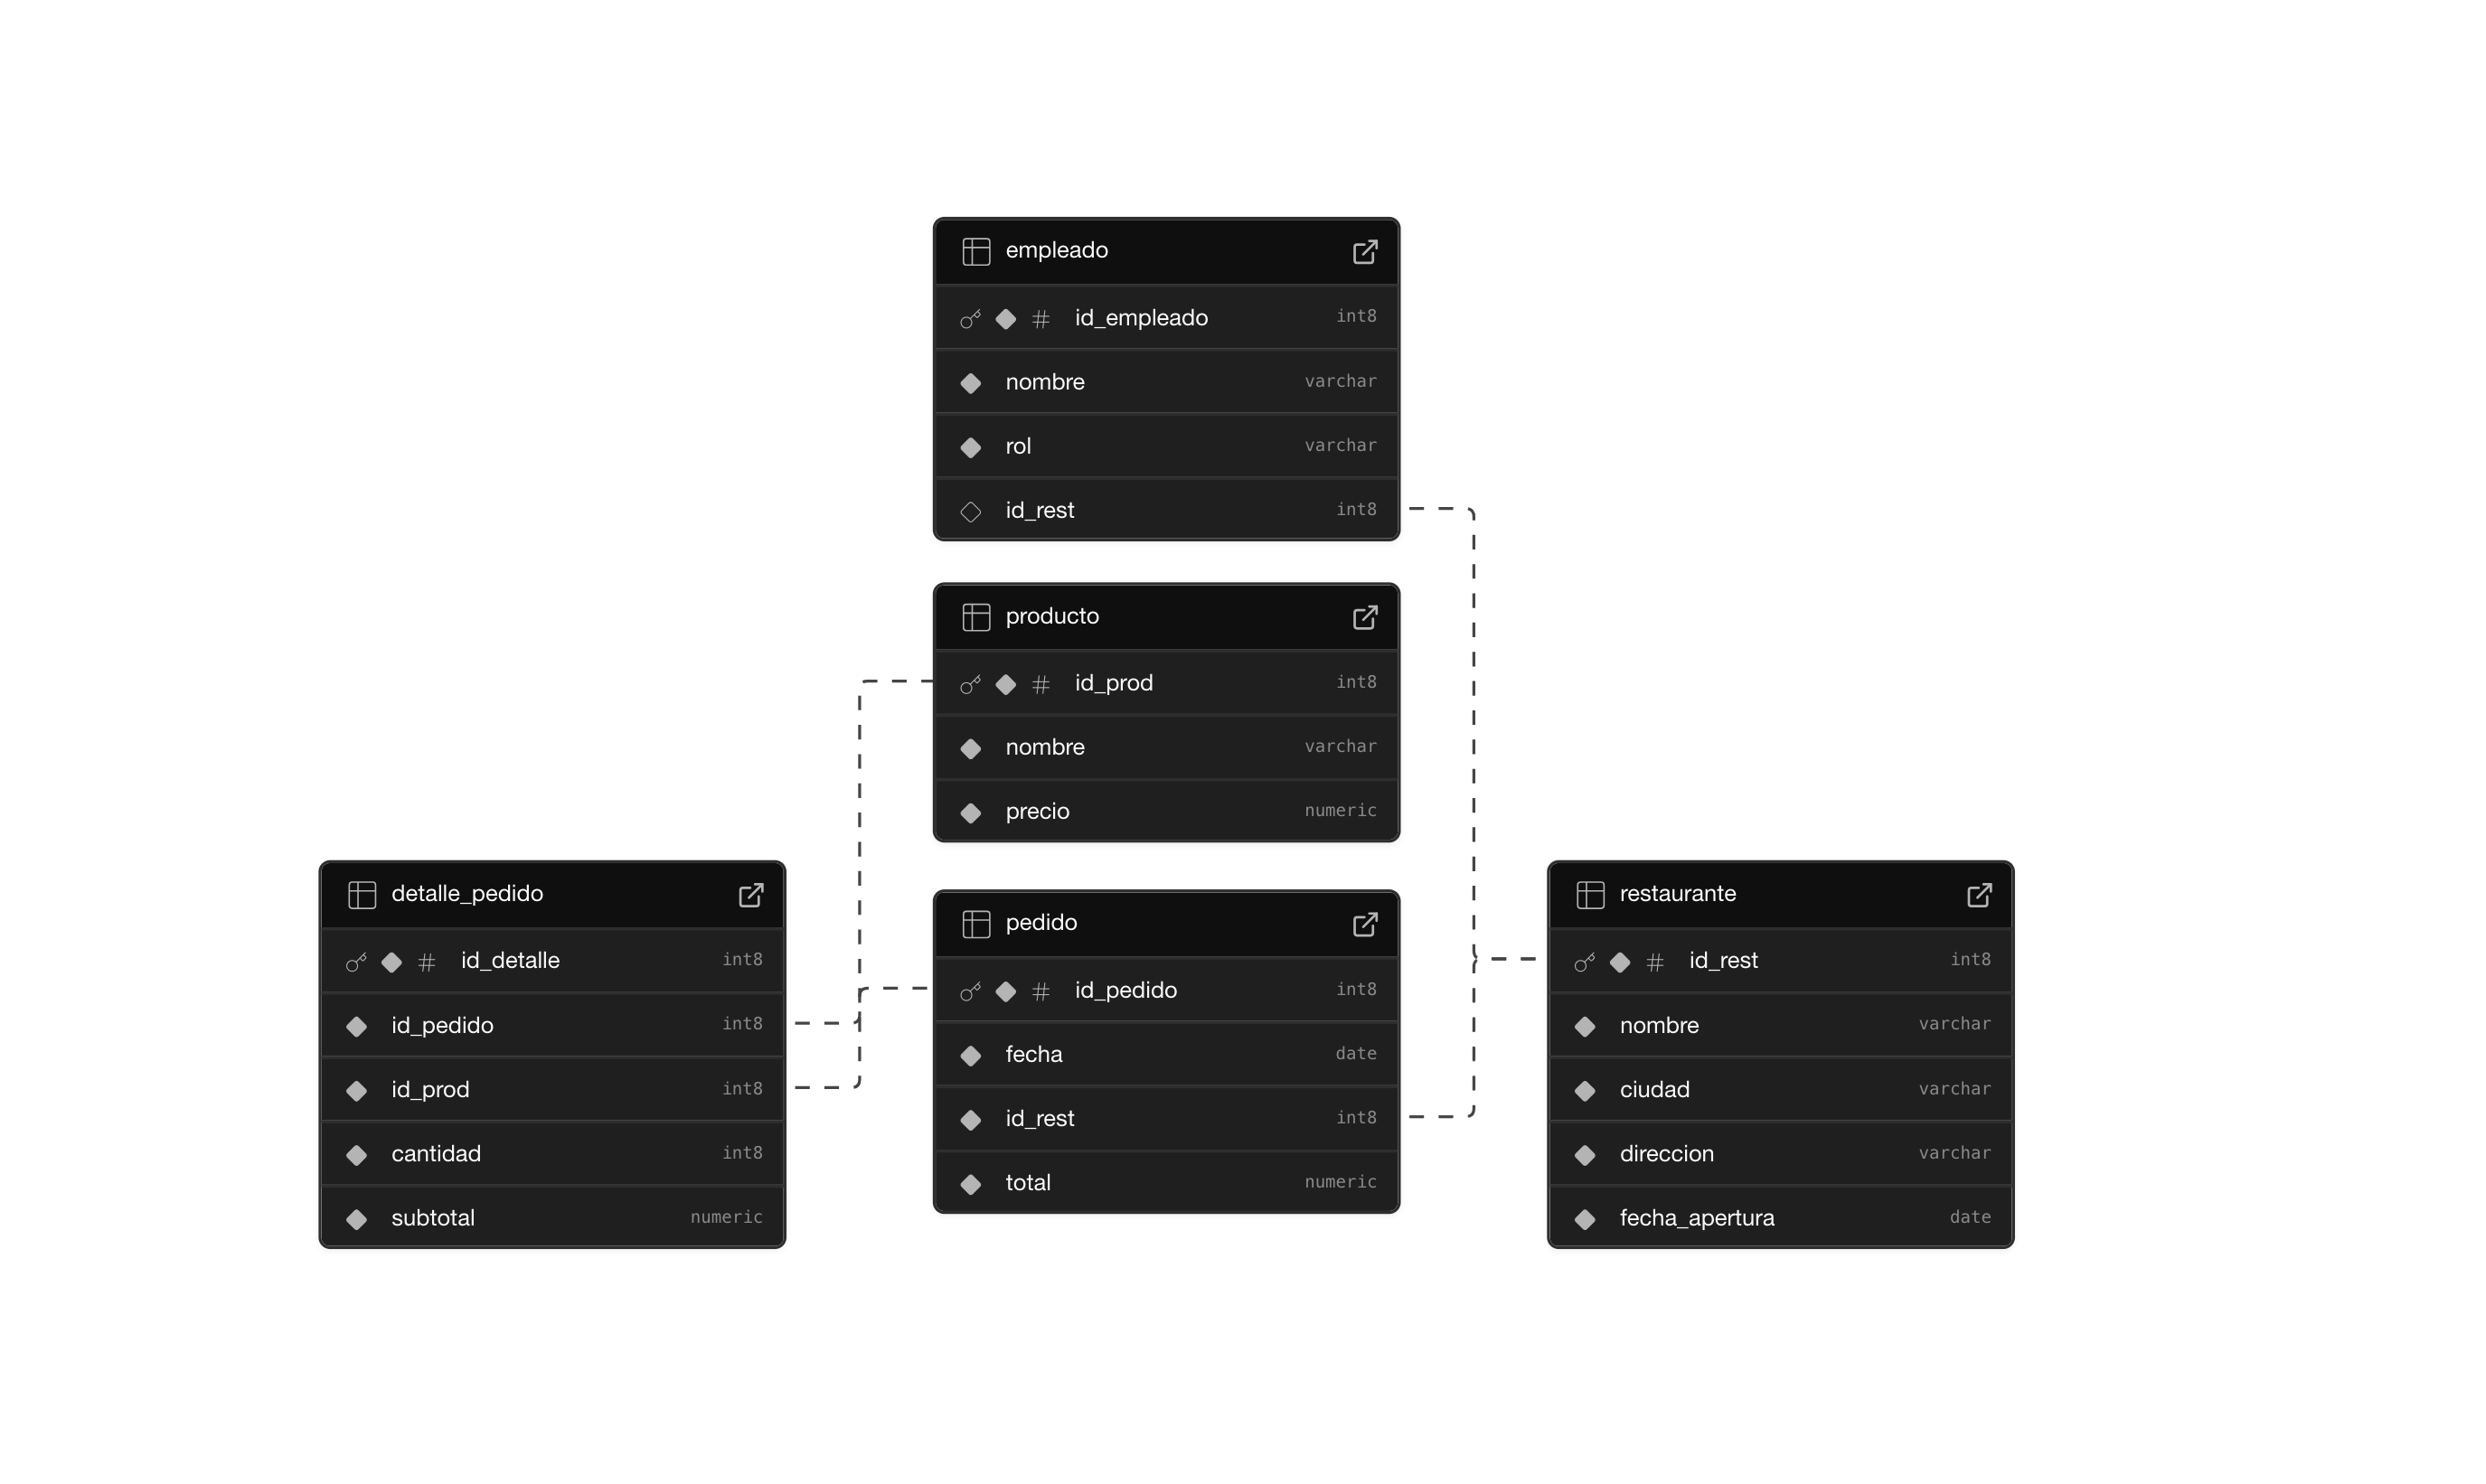 empleado
# id_empleado int8
nombre varchar
rol varchar
id_rest int8
producto
# id_prod int8
nombre varchar
precio numeric
detalle_pedido
# id_detalle int8
id_pedido int8
id_prod int8
cantidad int8
subtotal numeric
pedido
# id_pedido int8
fecha date
id_rest int8
total numeric
restaurante
# id_rest int8
nombre varchar
ciudad varchar
direccion varchar
fecha_apertura date